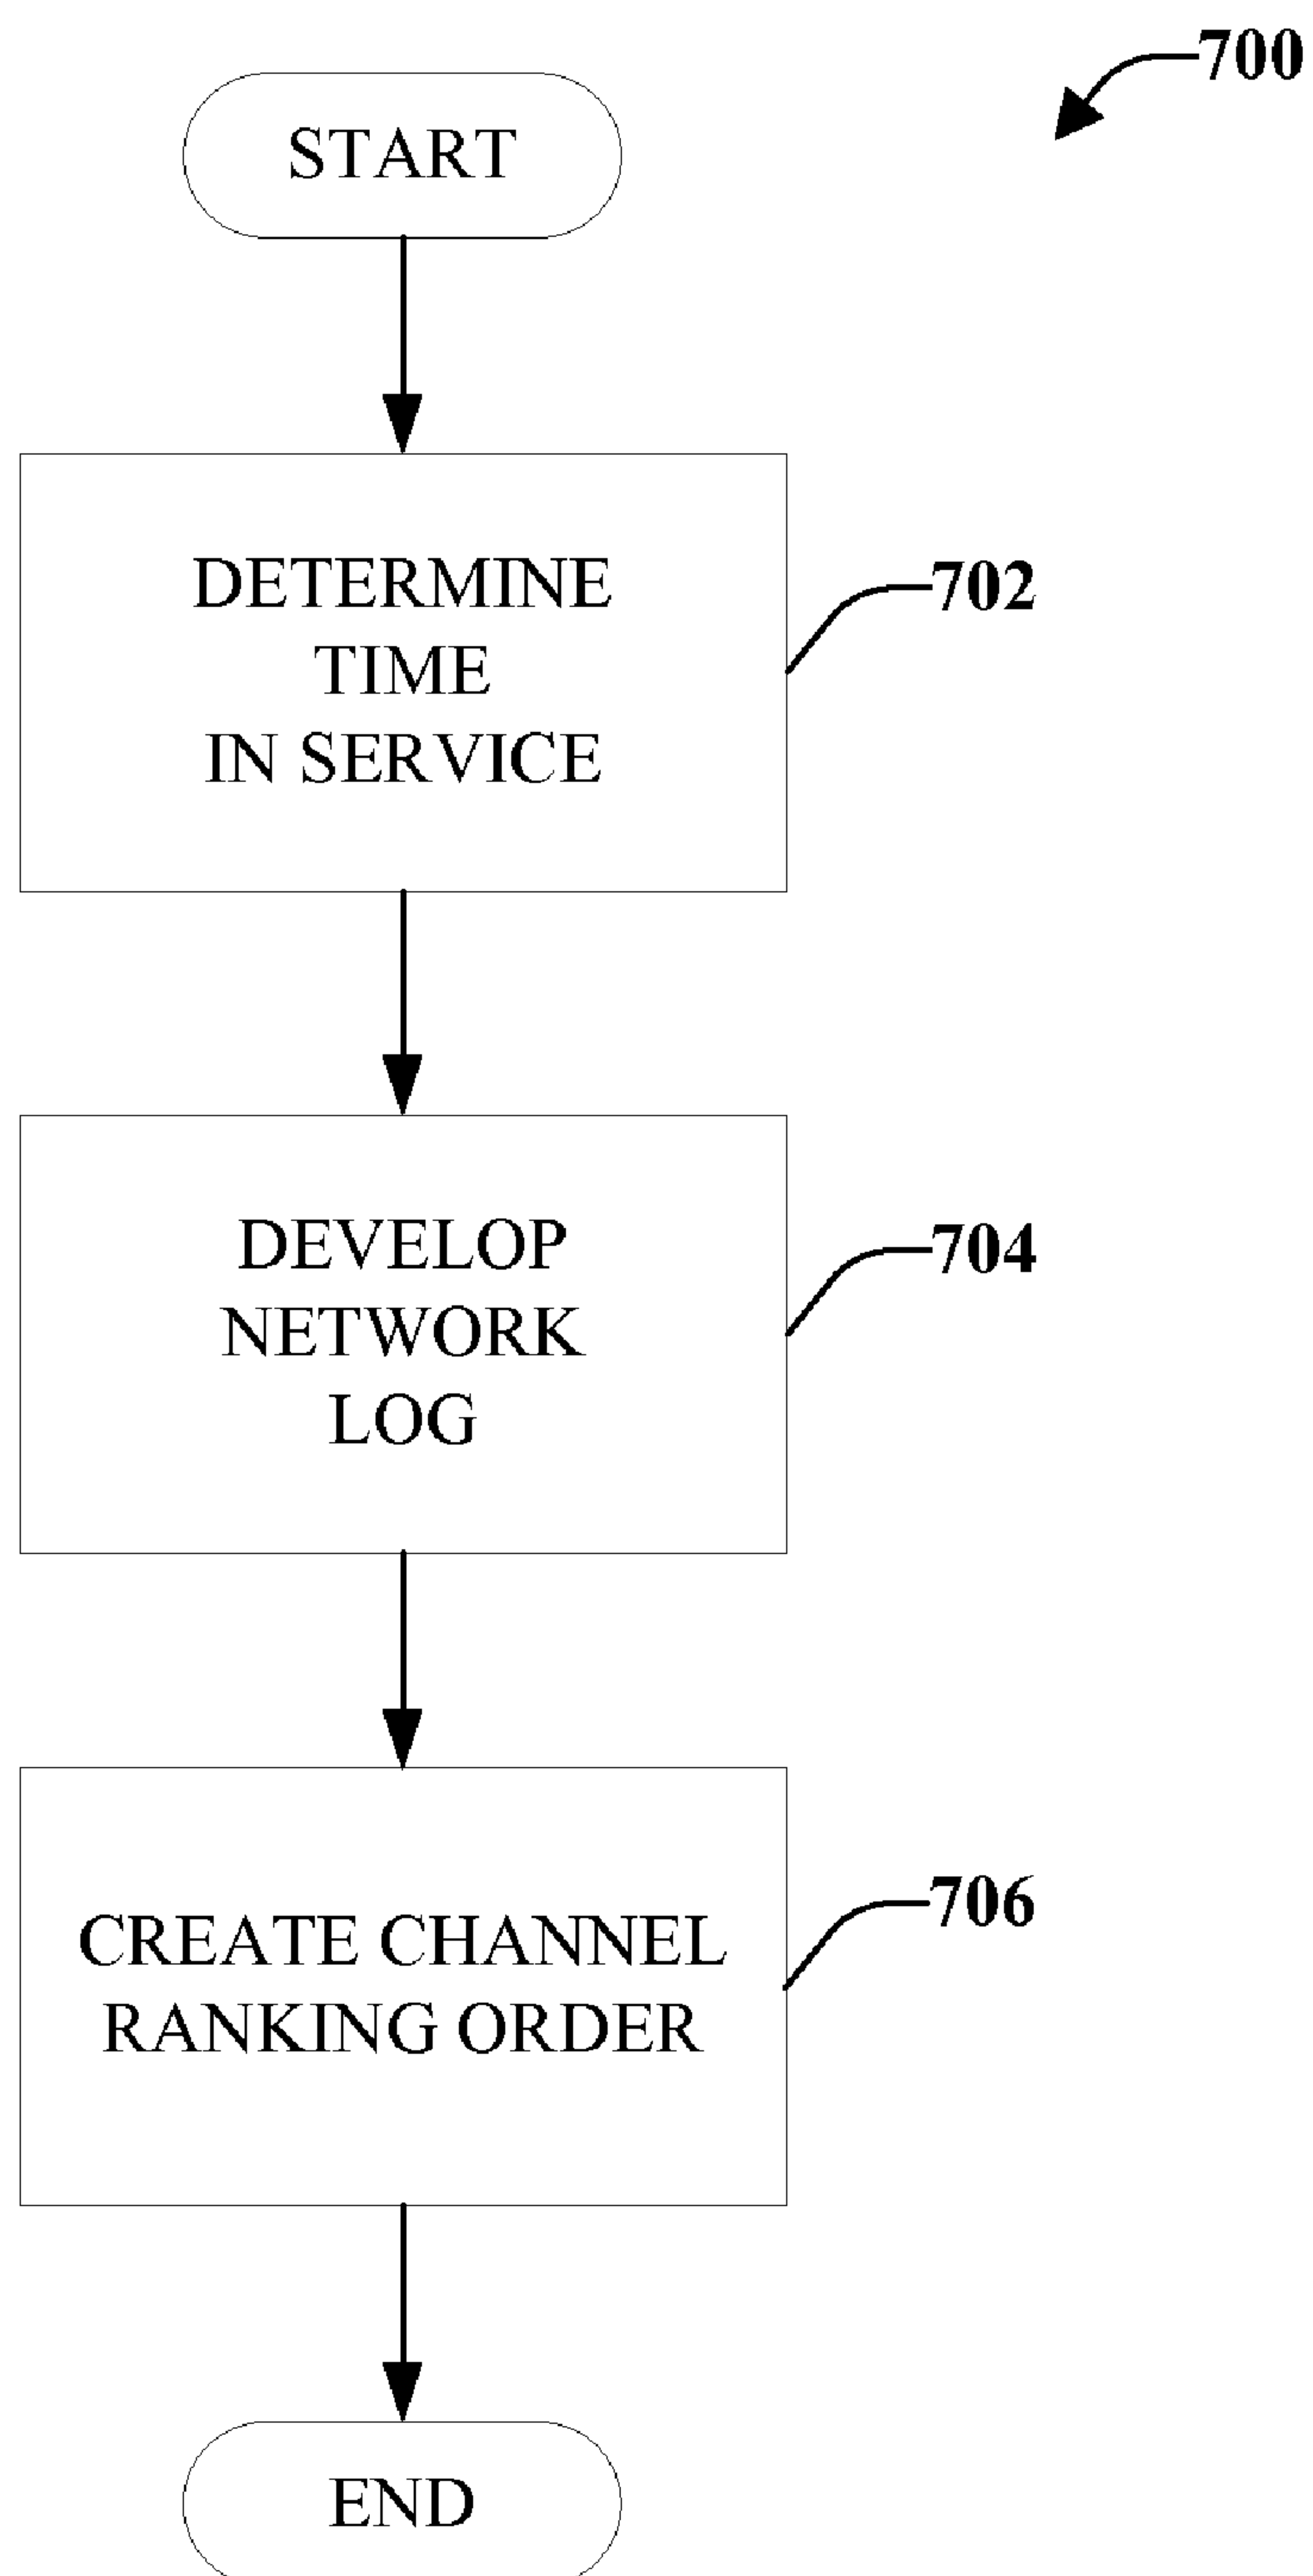 700
START
DETERMINE
TIME
IN SERVICE
702
DEVELOP
NETWORK
LOG
704
CREATE CHANNEL
RANKING ORDER
706
END